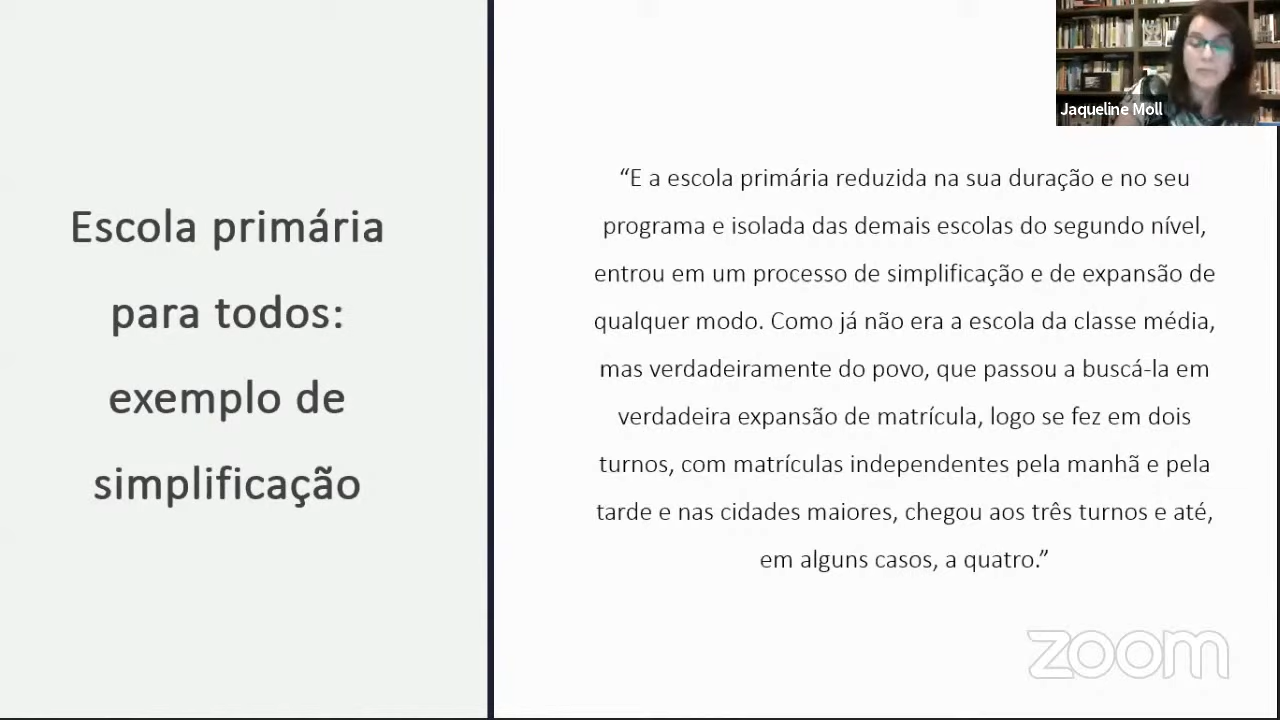 Jaqueline Moll
Escola primária
para todos:
exemplo de
simplificação
“E a escola primária reduzida na sua duração e no seu
programa e isolada das demais escolas do segundo nível,
entrou em um processo de simplificação e de expansão de
qualquer modo. Como já não era a escola da classe média,
mas verdadeiramente do povo, que passou a buscá-la em
verdadeira expansão de matrícula, logo se fez em dois
turnos, com matrículas independentes pela manhã e pela
tarde e nas cidades maiores, chegou aos três turnos e até,
em alguns casos, a quatro.”
zoom